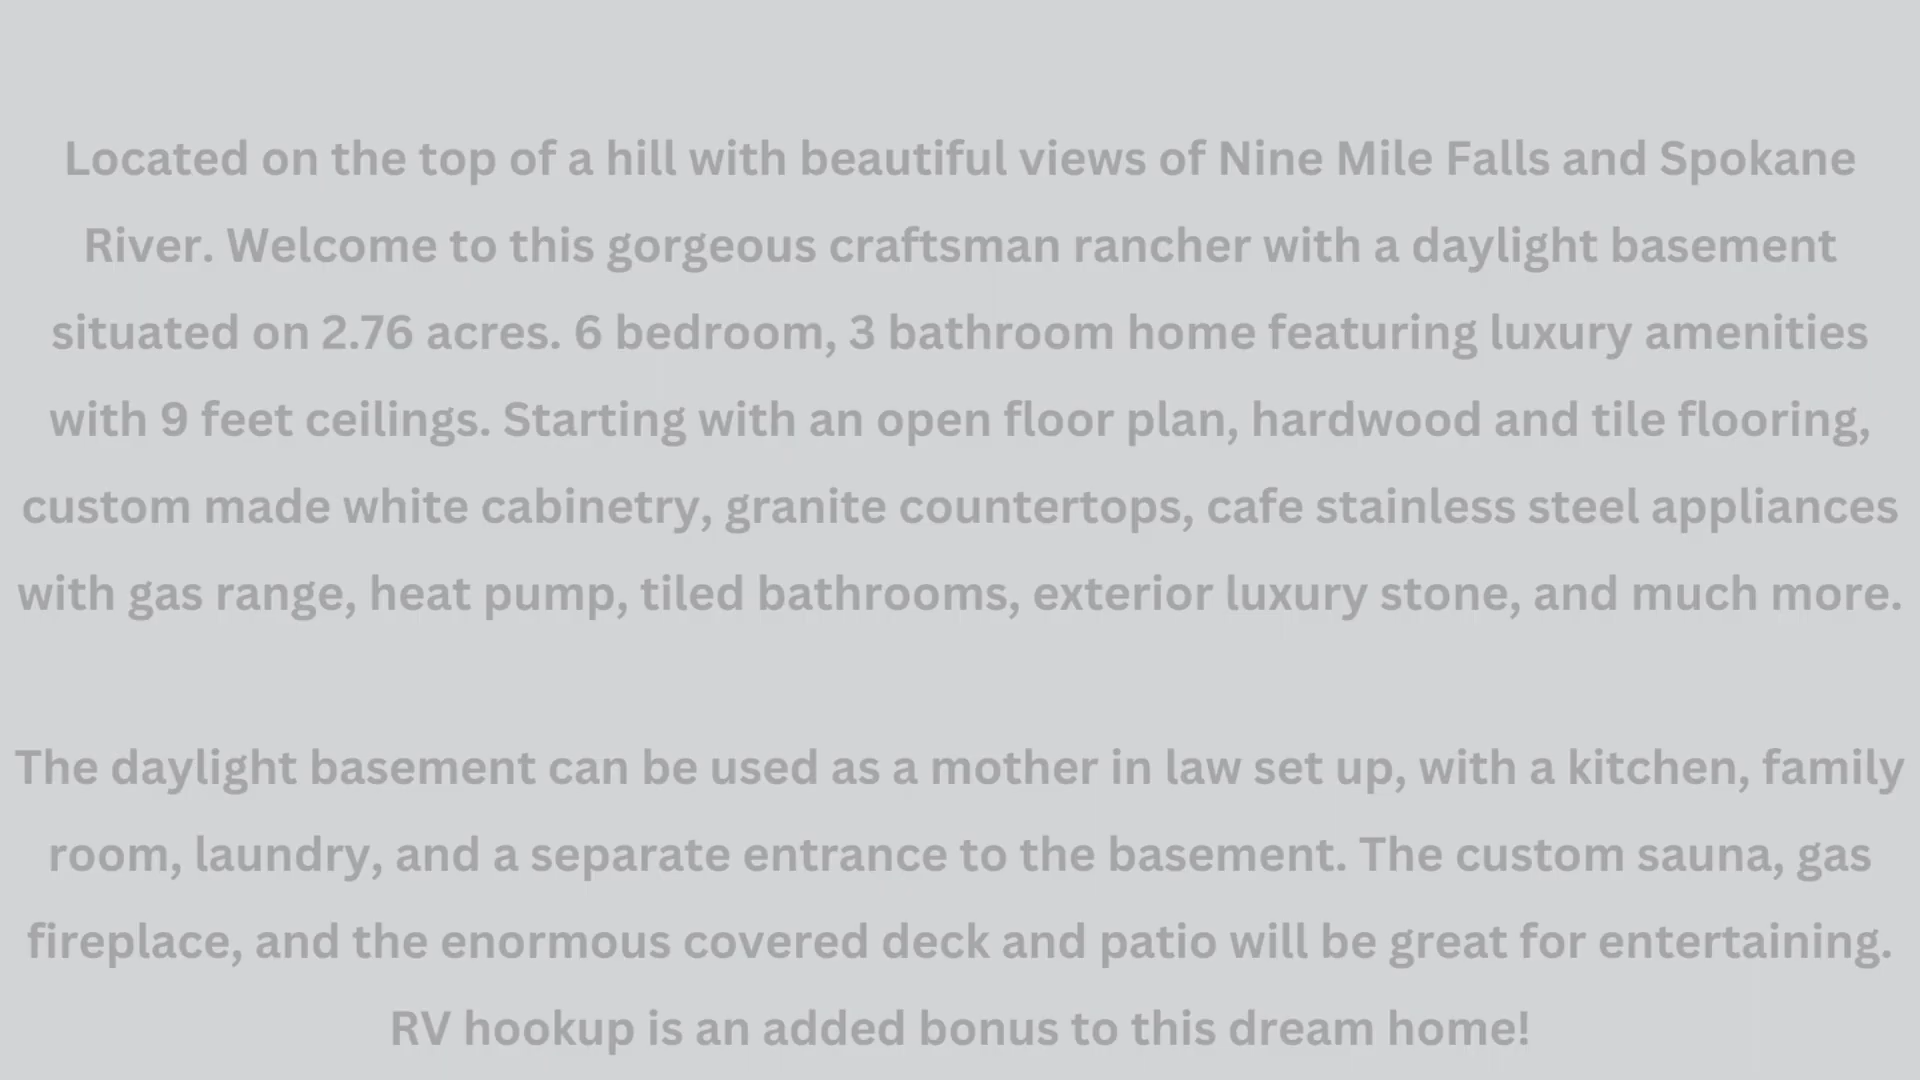 Located on the top of a hill with beautiful views of Nine Mile Falls and Spokane
River. Welcome to this gorgeous craftsman rancher with a daylight basement
situated on 2.76 acres. 6 bedroom, 3 bathroom home featuring luxury amenities
with 9 feet ceilings. Starting with an open floor plan, hardwood and tile flooring,
custom made white cabinetry, granite countertops, cafe stainless steel appliances
with gas range, heat pump, tiled bathrooms, exterior luxury stone, and much more.
The daylight basement can be used as a mother in law set up, with a kitchen, family
room, laundry, and a separate entrance to the basement. The custom sauna, gas
fireplace, and the enormous covered deck and patio will be great for entertaining.
RV hookup is an added bonus to this dream home!